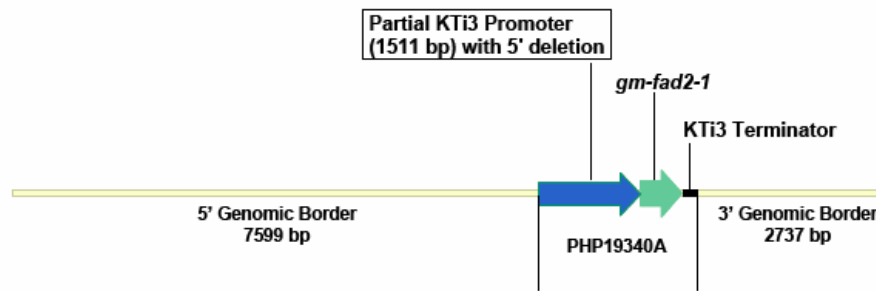 Partial KTi3 Promoter
(1511 bp) with 5' deletion
gm-fad2-1
KTi3 Terminator
5’ Genomic Border
7599 bp
PHP19340A
3’ Genomic Border
2737 bp